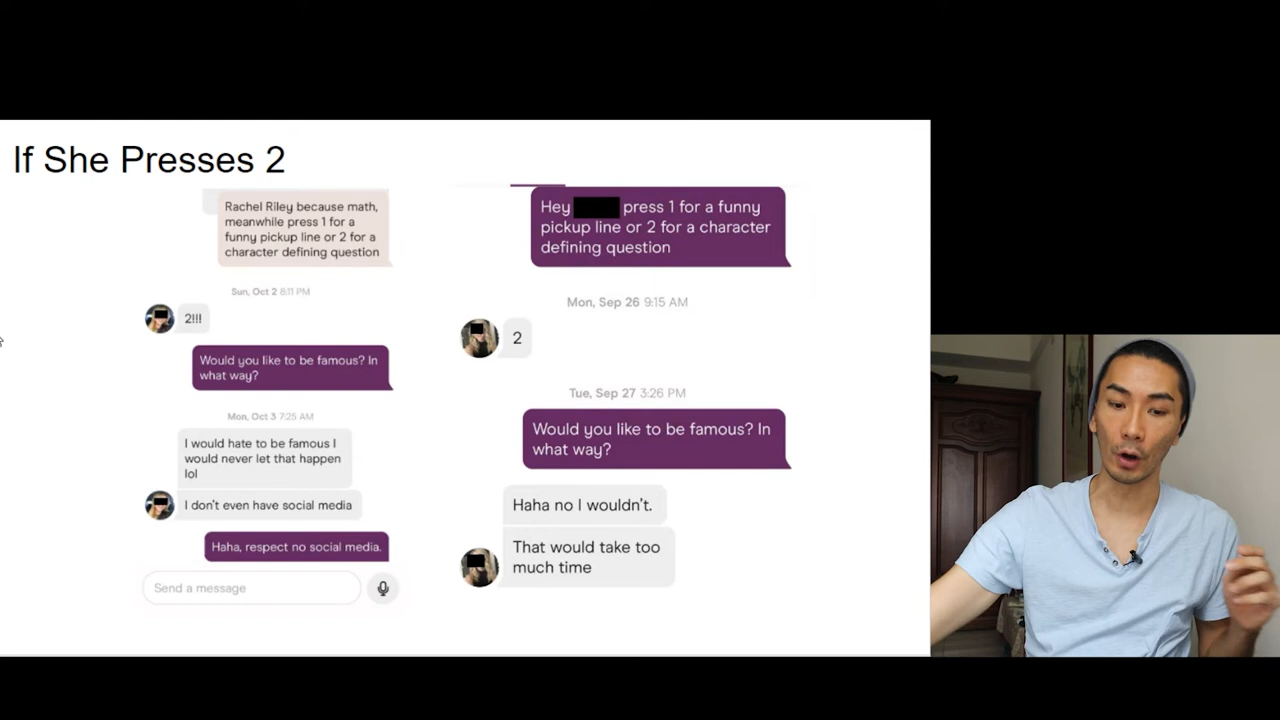 If She Presses 2
Rachel Riley because math,
meanwhile press 1 for a
funny pickup line or 2 for a
character defining question
Sun, Oct 2 8:11 PM
2!!!
Would you like to be famous? In
what way?
Mon, Oct 3 7:25 AM
I would hate to be famous I
would never let that happen
lol
I don't even have social media
Haha, respect no social media.
Send a message
Hey press 1 for a funny
pickup line or 2 for a character
defining question
Mon, Sep 26 9:15 AM
2
Tue, Sep 27 3:26 PM
Would you like to be famous? In
what way?
Haha no I wouldn't.
That would take too
much time